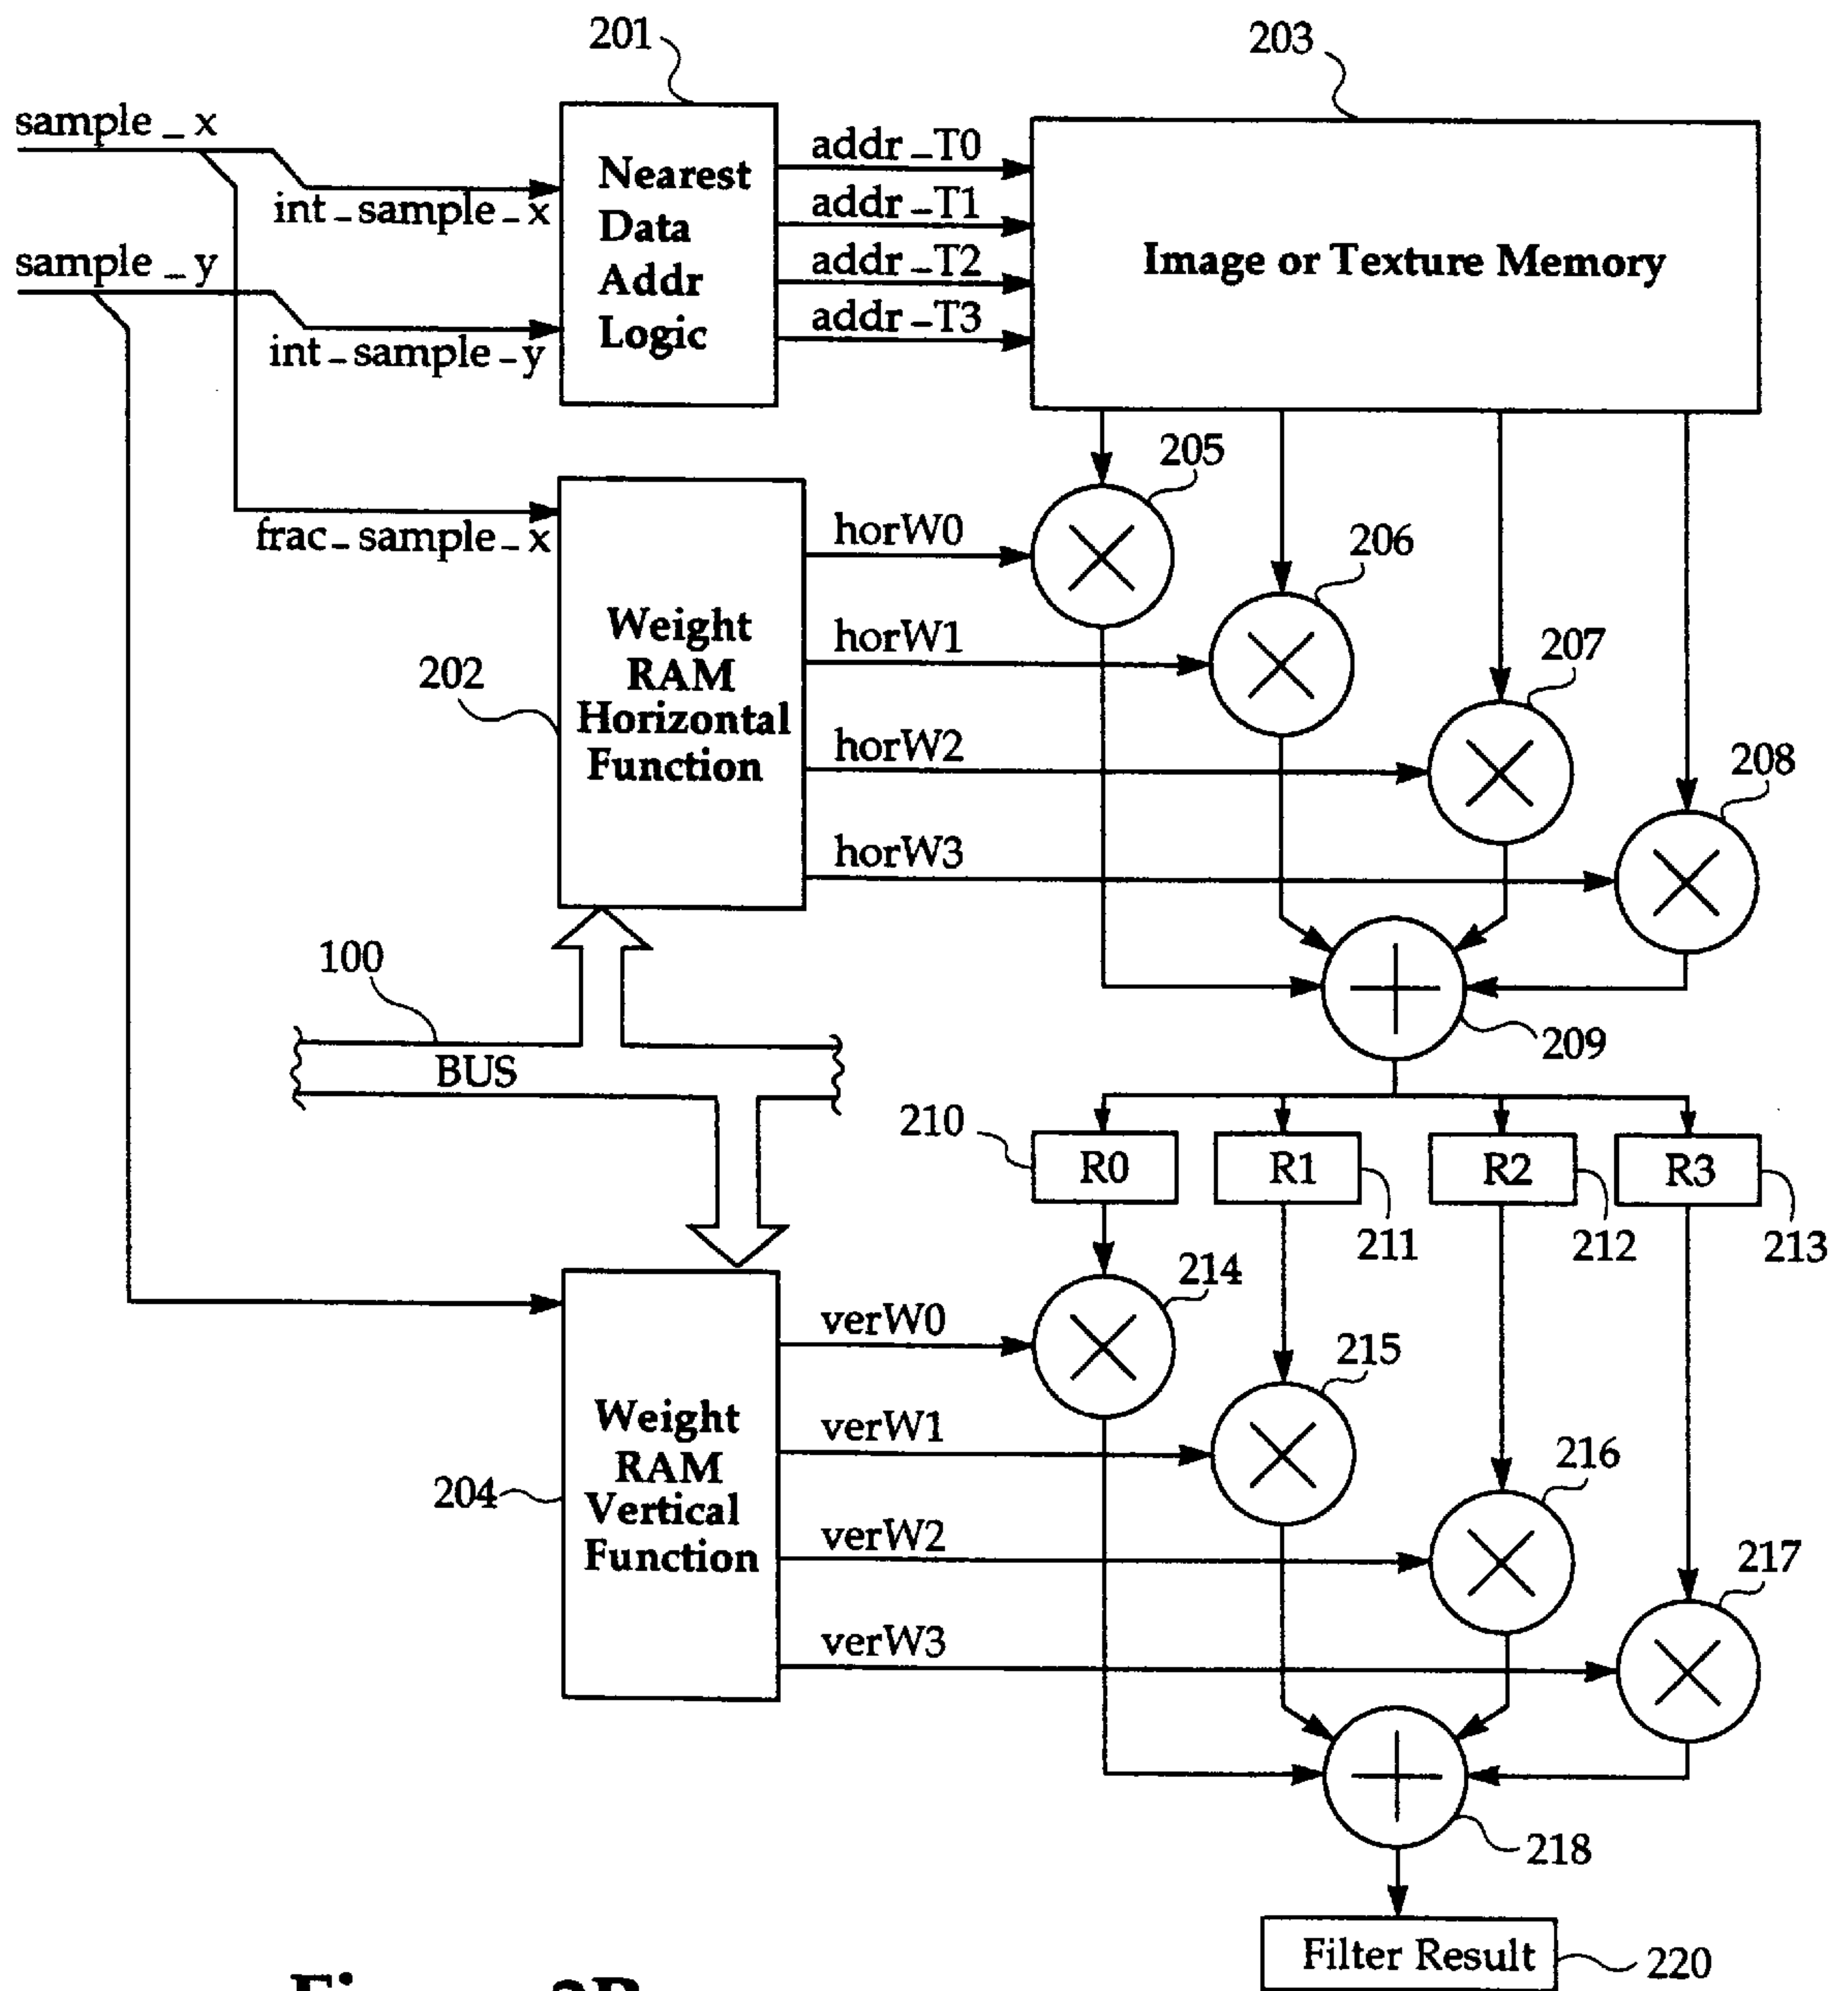 201
203
sample_x
int_sample_x
sample_y
int_sample_y
Nearest
Data
Addr
Logic
addr_T0
addr_T1
addr_T2
addr_T3
Image or Texture Memory
frac_sample_x
202
Weight
RAM
Horizontal
Function
horW0
horW1
horW2
horW3
205
206
207
208
209
100
BUS
210
R0
R1
R2
R3
211
212
213
204
Weight
RAM
Vertical
Function
verW0
verW1
verW2
verW3
214
215
216
217
218
Filter Result
220